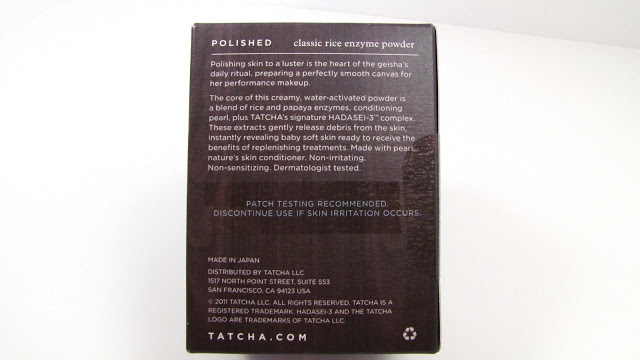 POLISHED classic rice enzyme powder
Polishing skin to a luster is the heart of the geisha's
daily ritual, preparing a perfectly smooth canvas for
her performance makeup.
The core of this creamy, water-activated powder is
a blend of rice and papaya enzymes, conditioning
pearl, plus TATCHA's signature HADASEI-3™ complex.
These extracts gently release debris from the skin,
instantly revealing baby soft skin ready to receive the
benefits of replenishing treatments. Made with pearl,
nature's skin conditioner. Non-irritating.
Non-sensitizing. Dermatologist tested.
PATCH TESTING RECOMMENDED.
DISCONTINUE USE IF SKIN IRRITATION OCCURS.
MADE IN JAPAN
DISTRIBUTED BY TATCHA LLC
1517 NORTH POINT STREET, SUITE 553
SAN FRANCISCO, CA 94123 USA
© 2011 TATCHA LLC. ALL RIGHTS RESERVED. TATCHA IS A
REGISTERED TRADEMARK. HADASEI-3 AND THE TATCHA
LOGO ARE TRADEMARKS OF TATCHA LLC.
TATCHA.COM